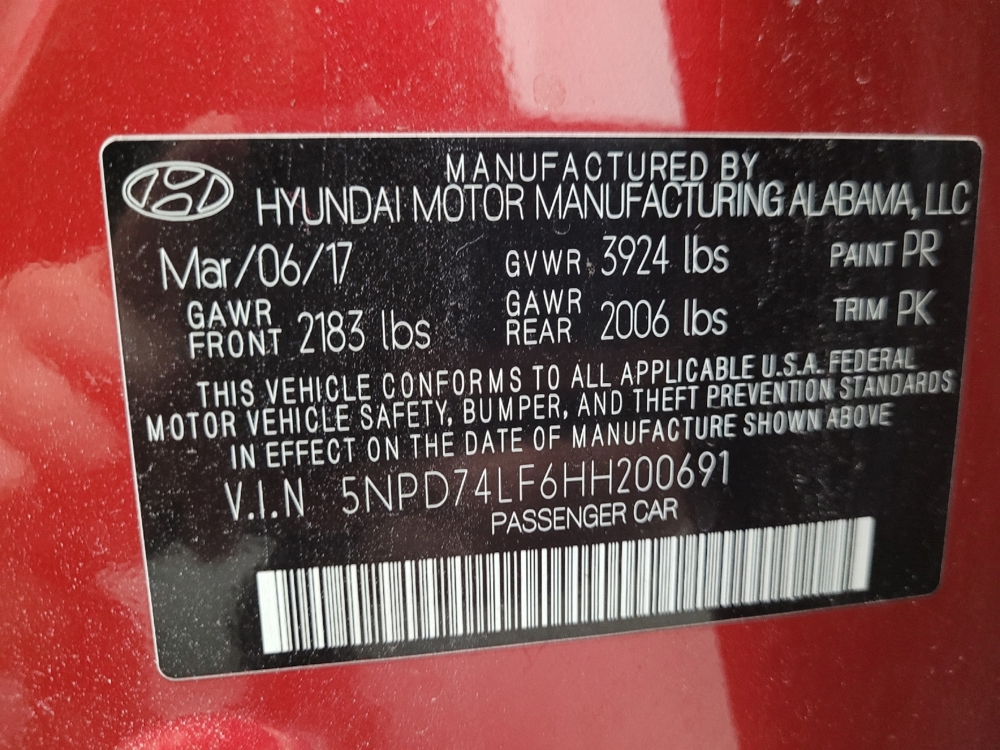 MANUFACTURED BY
HYUNDAI MOTOR MANUFACTURING ALABAMA, LLC
Mar/06/17 GVWR 3924 lbs PAINT PR
GAWR FRONT 2183 lbs GAWR REAR 2006 lbs TRIM PK
THIS VEHICLE CONFORMS TO ALL APPLICABLE U.S.A. FEDERAL
MOTOR VEHICLE SAFETY, BUMPER, AND THEFT PREVENTION STANDARDS
IN EFFECT ON THE DATE OF MANUFACTURE SHOWN ABOVE
V.I.N 5NPD74LF6HH200691
PASSENGER CAR